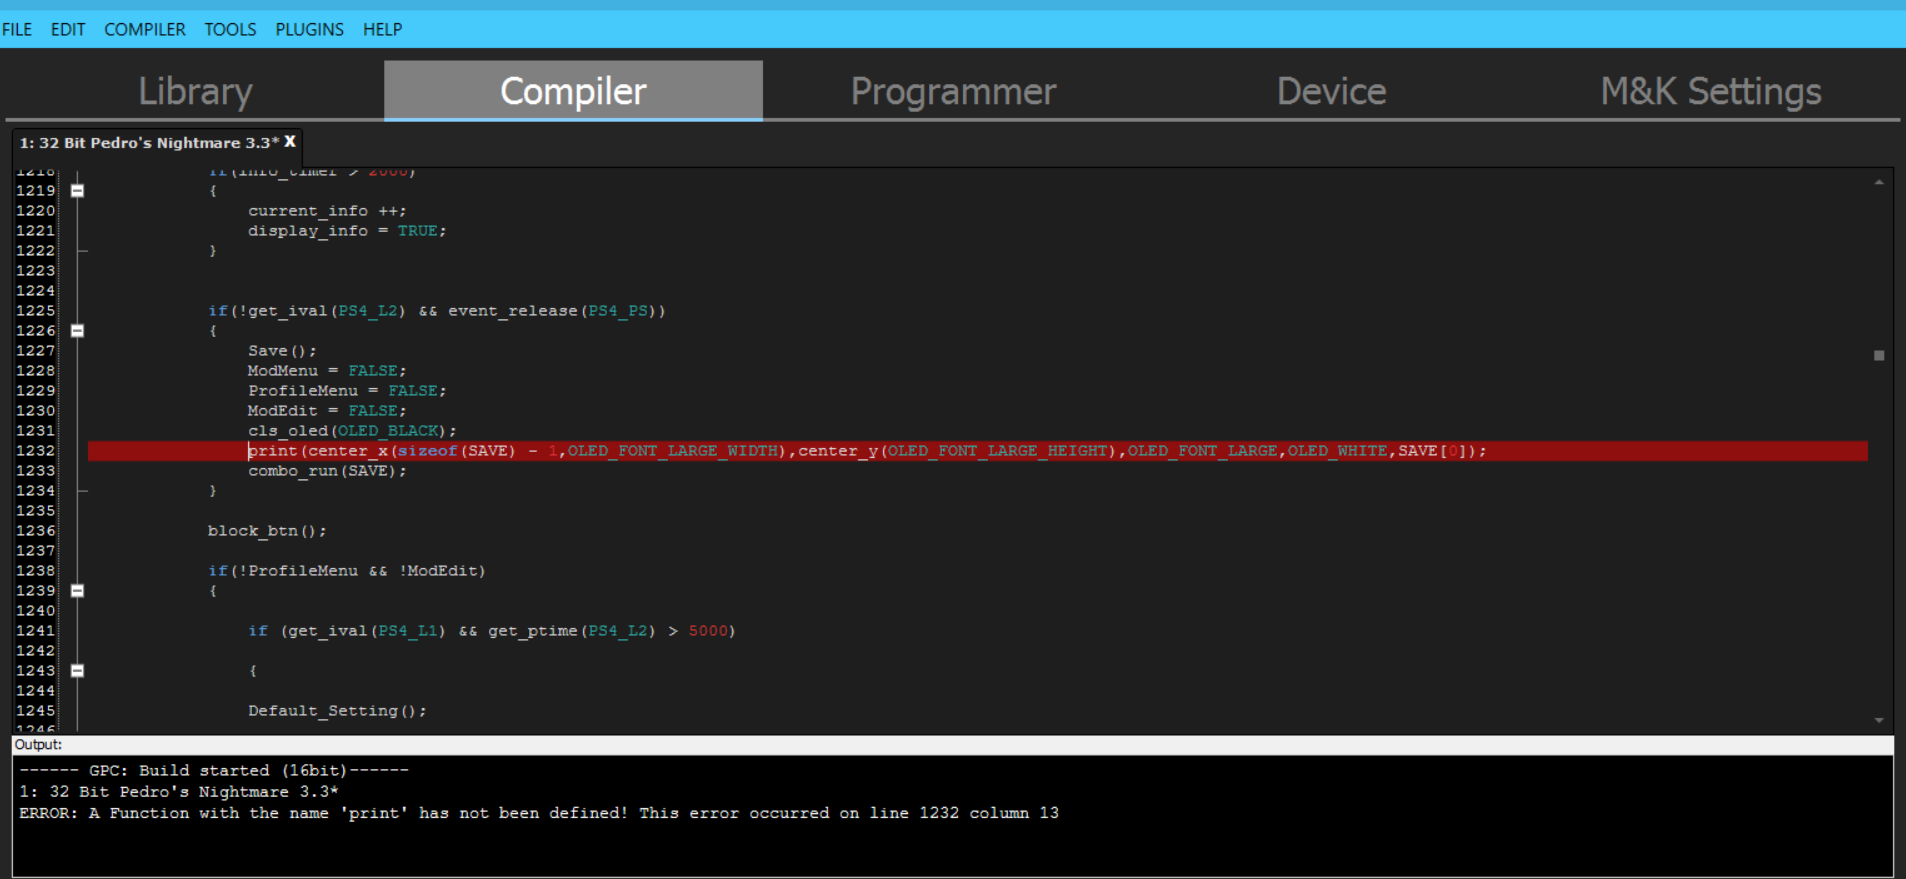 FILE EDIT COMPILER TOOLS PLUGINS HELP
Library Compiler Programmer Device M&K Settings
1: 32 Bit Pedro's Nightmare 3.3* X
1218 if(info_timer > 2000)
1219 {
1220 current_info ++;
1221 display_info = TRUE;
1222 }
1223
1224
1225 if(!get_ival(PS4_L2) && event_release(PS4_PS))
1226 {
1227 Save();
1228 ModMenu = FALSE;
1229 ProfileMenu = FALSE;
1230 ModEdit = FALSE;
1231 cls_oled(OLED_BLACK);
1232 print(center_x(sizeof(SAVE) - 1,OLED_FONT_LARGE_WIDTH),center_y(OLED_FONT_LARGE_HEIGHT),OLED_FONT_LARGE,OLED_WHITE,SAVE[0]);
1233 combo_run(SAVE);
1234 }
1235
1236 block_btn();
1237
1238 if(!ProfileMenu && !ModEdit)
1239 {
1240
1241 if (get_ival(PS4_L1) && get_ptime(PS4_L2) > 5000)
1242
1243 {
1244
1245 Default_Setting();
1246
Output:
------ GPC: Build started (16bit)------
1: 32 Bit Pedro's Nightmare 3.3*
ERROR: A Function with the name 'print' has not been defined! This error occurred on line 1232 column 13